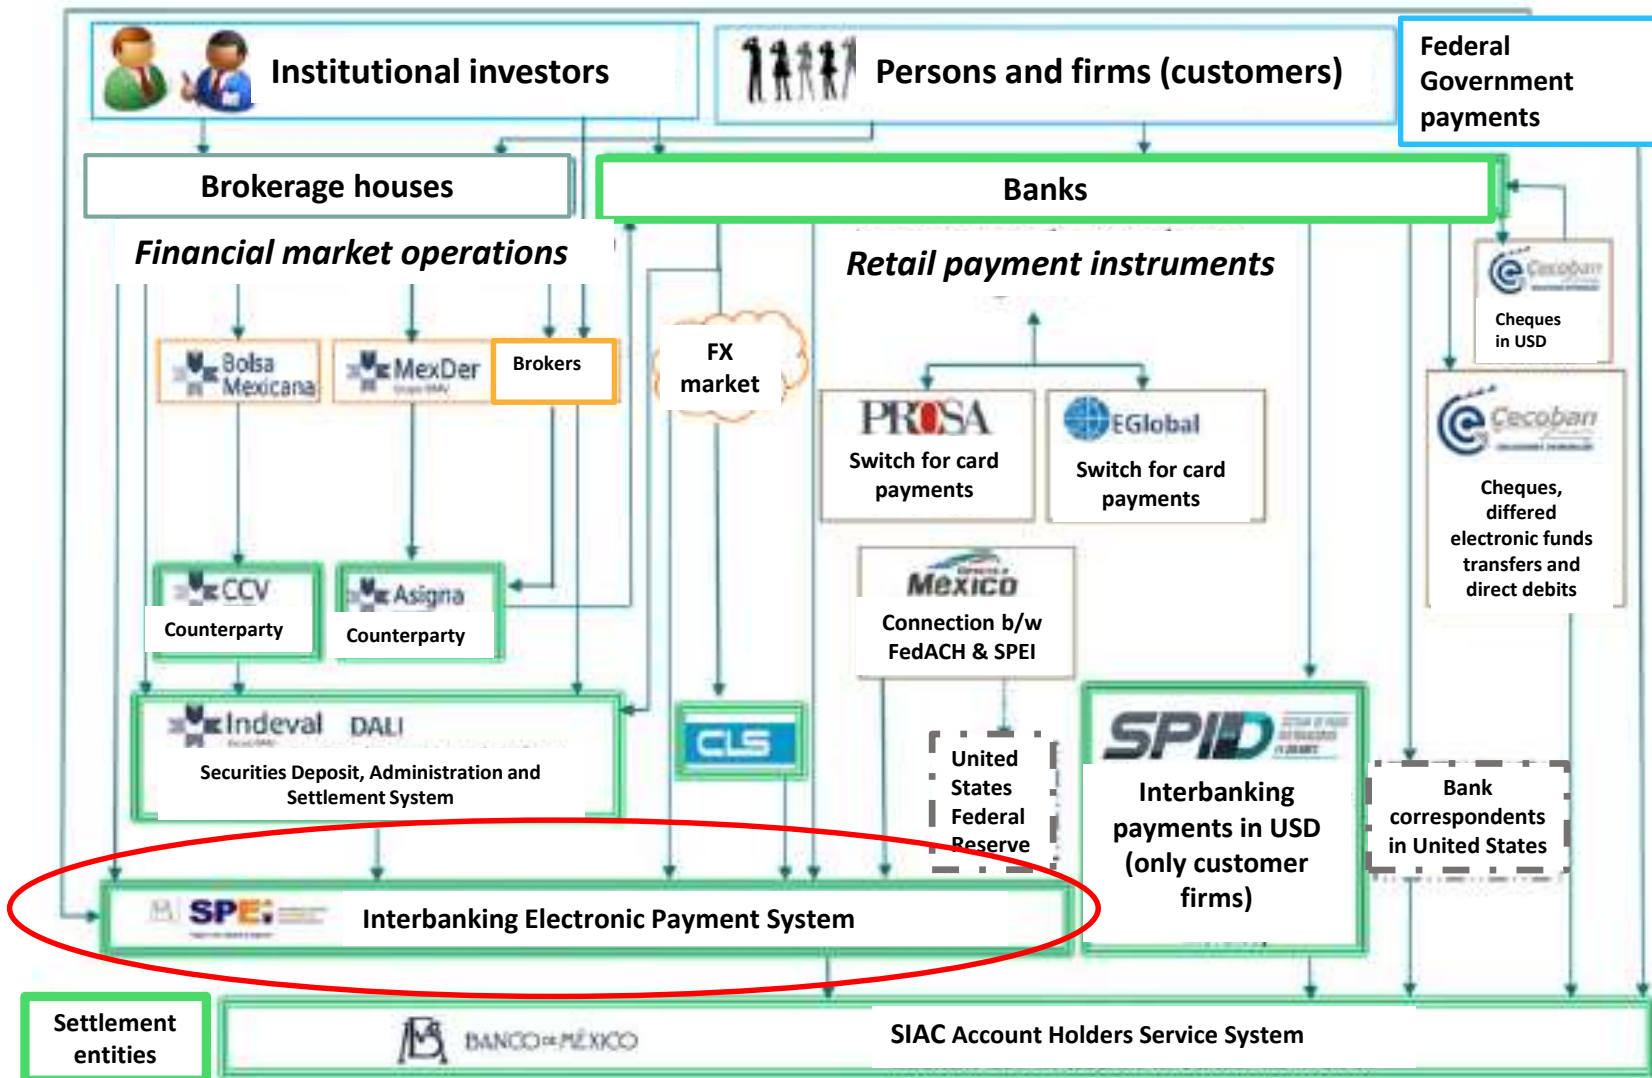 Institutional investors
Persons and firms (customers)
Federal
Government
payments
Brokerage houses
Banks
Financial market operations
Retail payment instruments
Cecoban
Cheques
in USD
Bolsa
Mexicana
MexDer
Brokers
FX
market
PROSA
Switch for card
payments
EGlobal
Switch for card
payments
Cecoban
Cheques,
differed
electronic funds
transfers and
direct debits
CCV
Counterparty
Asigna
Counterparty
México
Connection b/w
FedACH & SPEI
Indeval DALI
Securities Deposit, Administration and
Settlement System
CLS
United
States
Federal
Reserve
SPID
Interbanking
payments in USD
(only customer
firms)
Bank
correspondents
in United States
SPEi
Interbanking Electronic Payment System
Settlement
entities
BANCO DE MÉXICO
SIAC Account Holders Service System